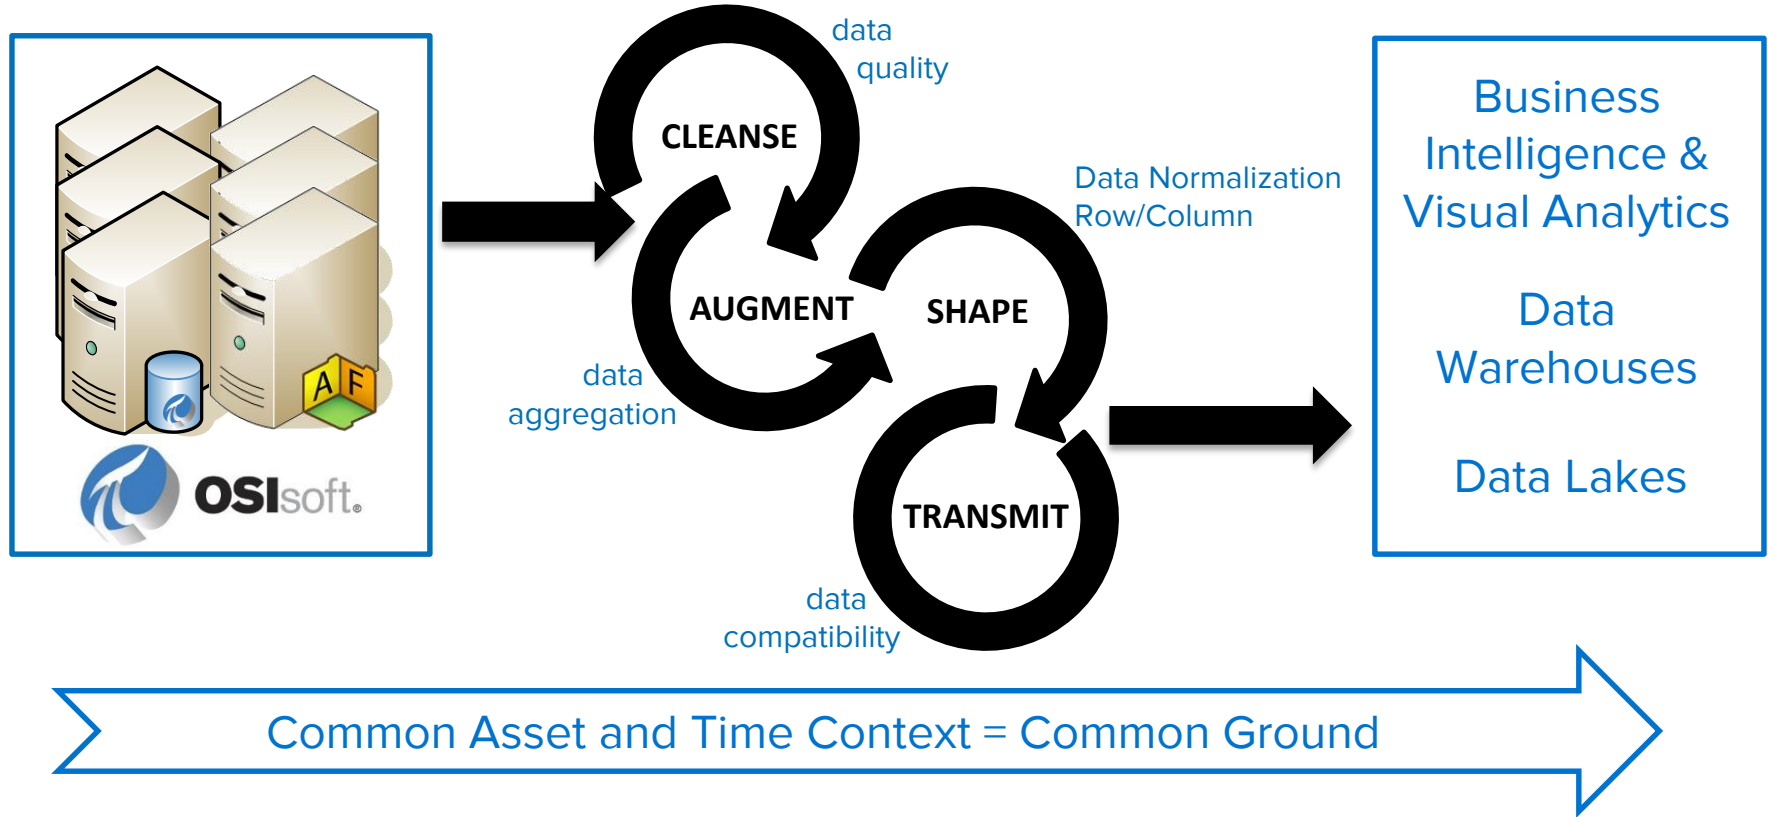 A F
OSIsoft®
data
quality
CLEANSE
AUGMENT
data
aggregation
Data Normalization
Row/Column
SHAPE
TRANSMIT
data
compatibility
Business
Intelligence &
Visual Analytics
Data
Warehouses
Data Lakes
Common Asset and Time Context = Common Ground